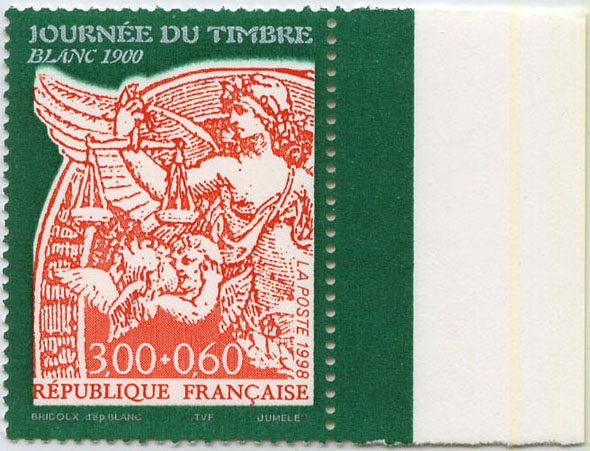 JOURNÉE DU TIMBRE
BLANC 1900
LA POSTE 1998
3,00+0,60
RÉPUBLIQUE FRANÇAISE
BRIDOUX d'ap BLANC TVF JUMELET